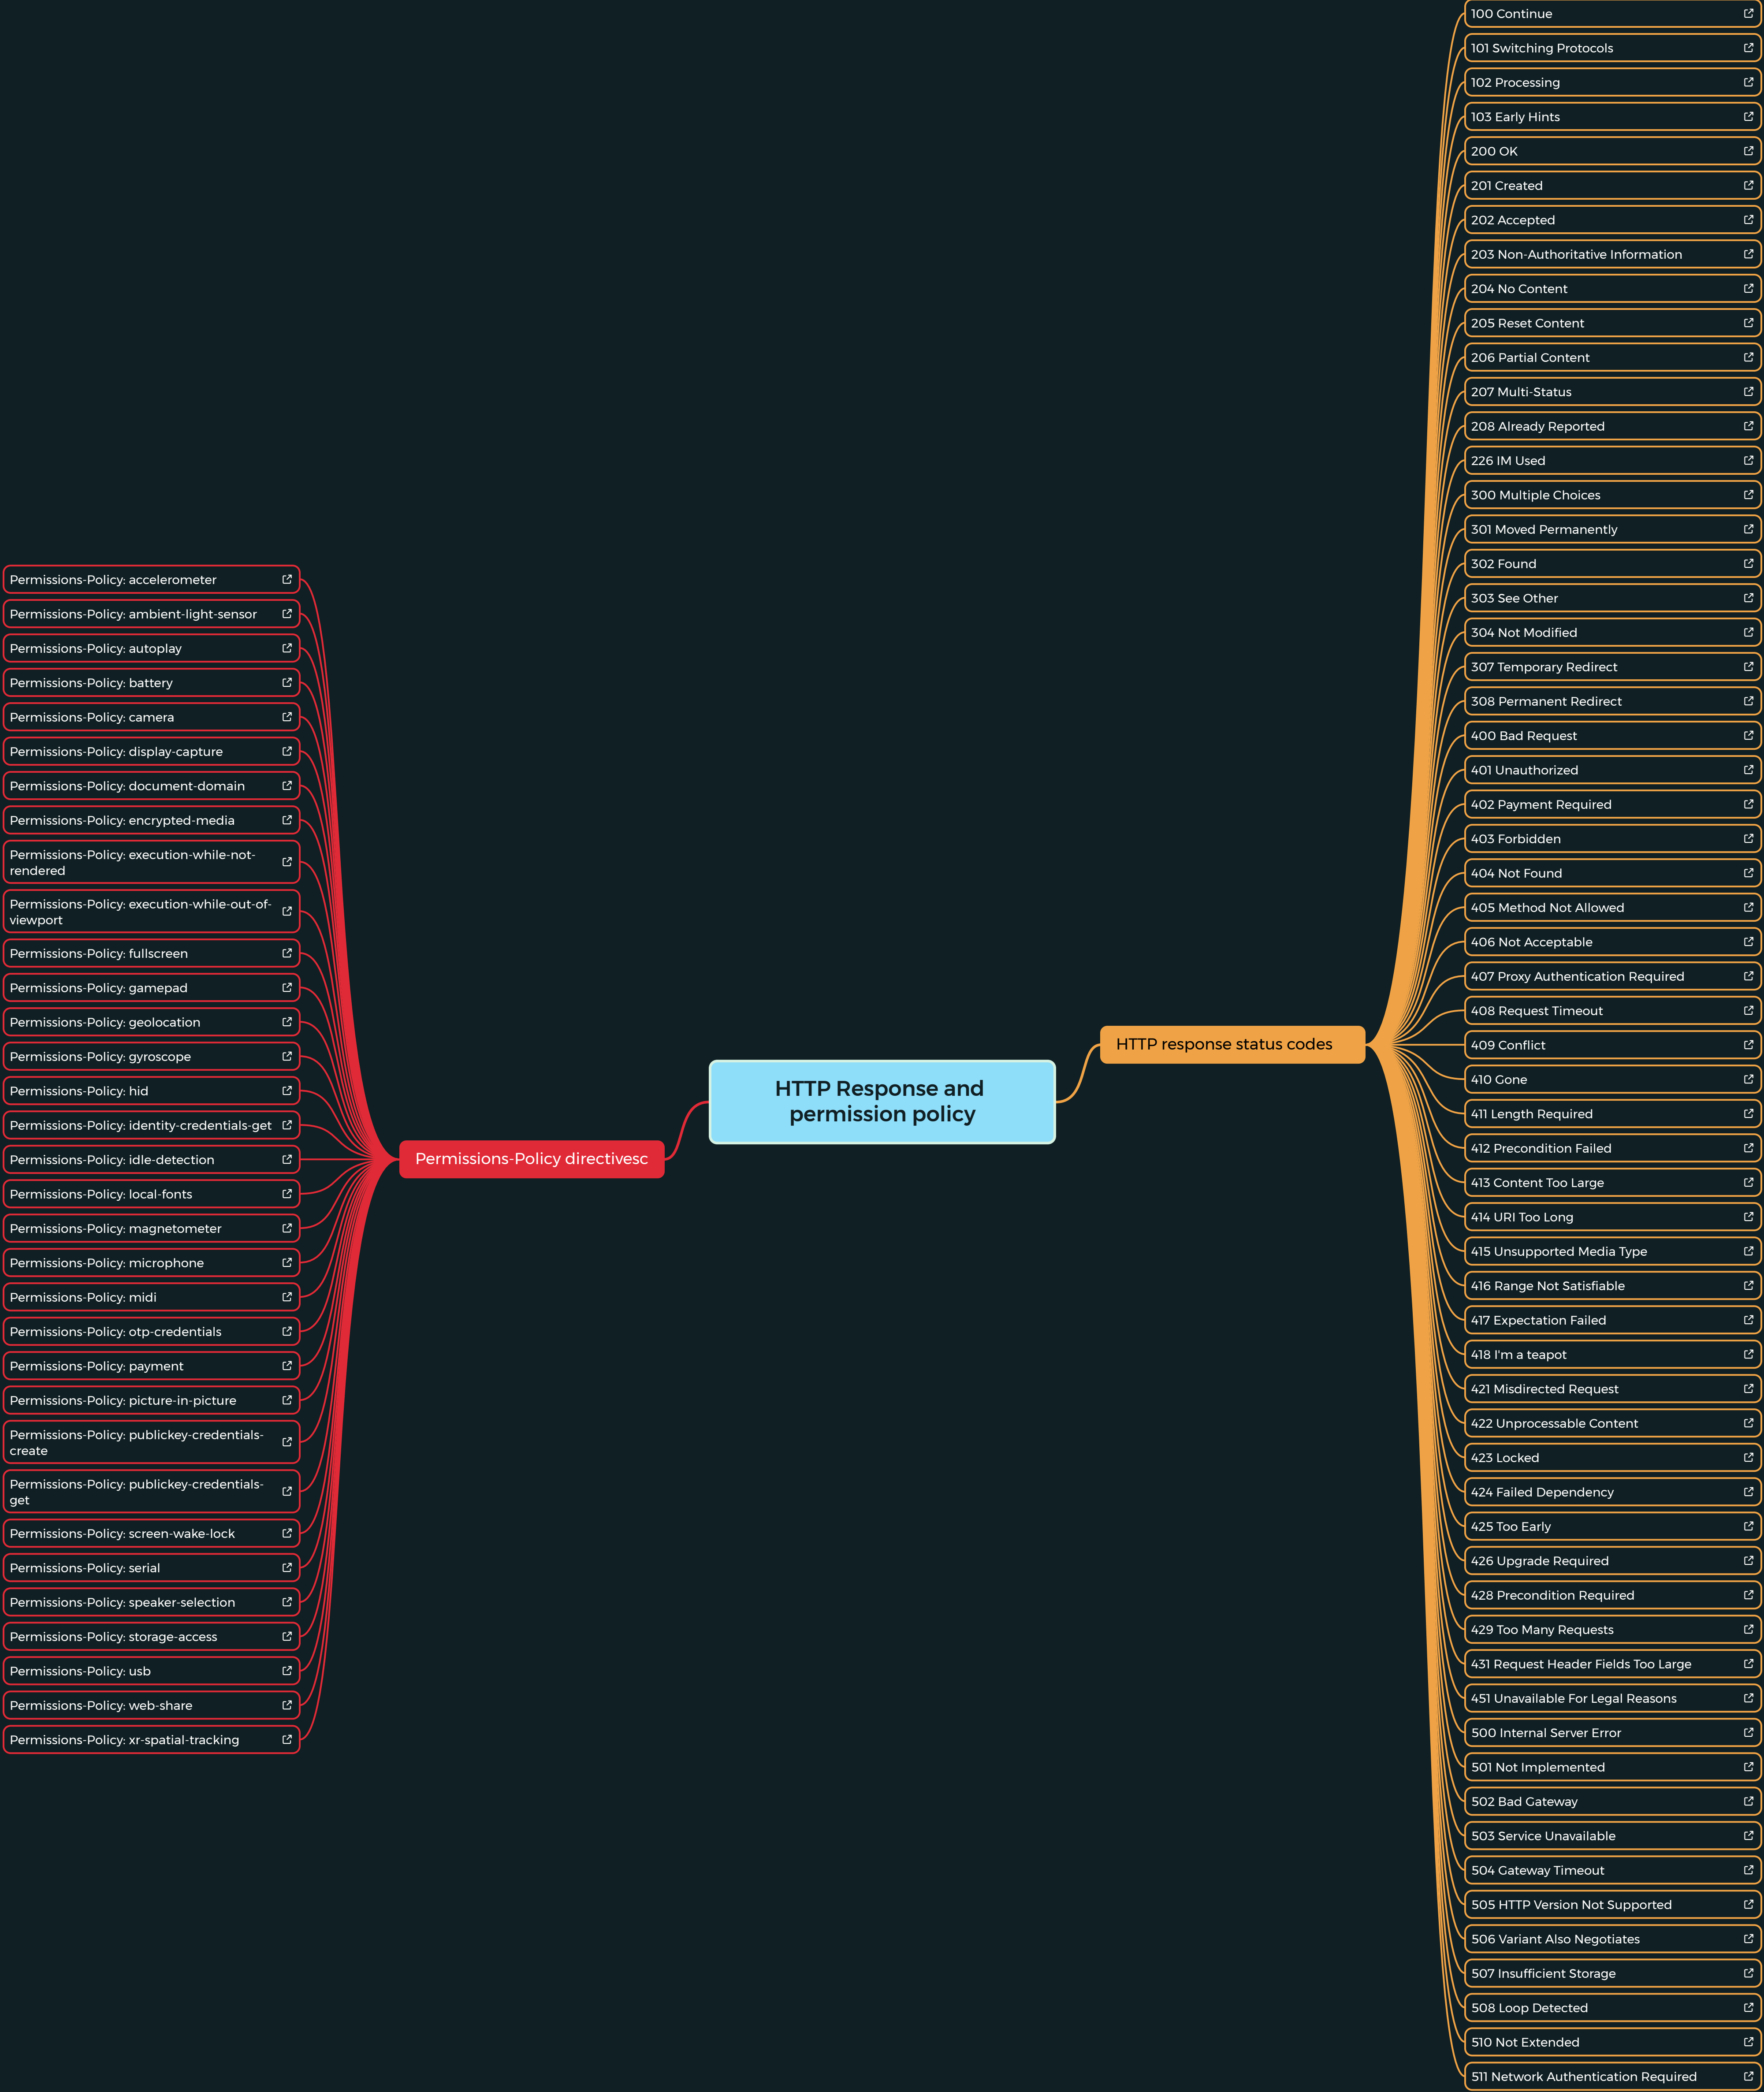 HTTP Response and
permission policy
Permissions-Policy directivesc
Permissions-Policy: accelerometer
Permissions-Policy: ambient-light-sensor
Permissions-Policy: autoplay
Permissions-Policy: battery
Permissions-Policy: camera
Permissions-Policy: display-capture
Permissions-Policy: document-domain
Permissions-Policy: encrypted-media
Permissions-Policy: execution-while-not-
rendered
Permissions-Policy: execution-while-out-of-
viewport
Permissions-Policy: fullscreen
Permissions-Policy: gamepad
Permissions-Policy: geolocation
Permissions-Policy: gyroscope
Permissions-Policy: hid
Permissions-Policy: identity-credentials-get
Permissions-Policy: idle-detection
Permissions-Policy: local-fonts
Permissions-Policy: magnetometer
Permissions-Policy: microphone
Permissions-Policy: midi
Permissions-Policy: otp-credentials
Permissions-Policy: payment
Permissions-Policy: picture-in-picture
Permissions-Policy: publickey-credentials-
create
Permissions-Policy: publickey-credentials-
get
Permissions-Policy: screen-wake-lock
Permissions-Policy: serial
Permissions-Policy: speaker-selection
Permissions-Policy: storage-access
Permissions-Policy: usb
Permissions-Policy: web-share
Permissions-Policy: xr-spatial-tracking
HTTP response status codes
100 Continue
101 Switching Protocols
102 Processing
103 Early Hints
200 OK
201 Created
202 Accepted
203 Non-Authoritative Information
204 No Content
205 Reset Content
206 Partial Content
207 Multi-Status
208 Already Reported
226 IM Used
300 Multiple Choices
301 Moved Permanently
302 Found
303 See Other
304 Not Modified
307 Temporary Redirect
308 Permanent Redirect
400 Bad Request
401 Unauthorized
402 Payment Required
403 Forbidden
404 Not Found
405 Method Not Allowed
406 Not Acceptable
407 Proxy Authentication Required
408 Request Timeout
409 Conflict
410 Gone
411 Length Required
412 Precondition Failed
413 Content Too Large
414 URI Too Long
415 Unsupported Media Type
416 Range Not Satisfiable
417 Expectation Failed
418 I'm a teapot
421 Misdirected Request
422 Unprocessable Content
423 Locked
424 Failed Dependency
425 Too Early
426 Upgrade Required
428 Precondition Required
429 Too Many Requests
431 Request Header Fields Too Large
451 Unavailable For Legal Reasons
500 Internal Server Error
501 Not Implemented
502 Bad Gateway
503 Service Unavailable
504 Gateway Timeout
505 HTTP Version Not Supported
506 Variant Also Negotiates
507 Insufficient Storage
508 Loop Detected
510 Not Extended
511 Network Authentication Required